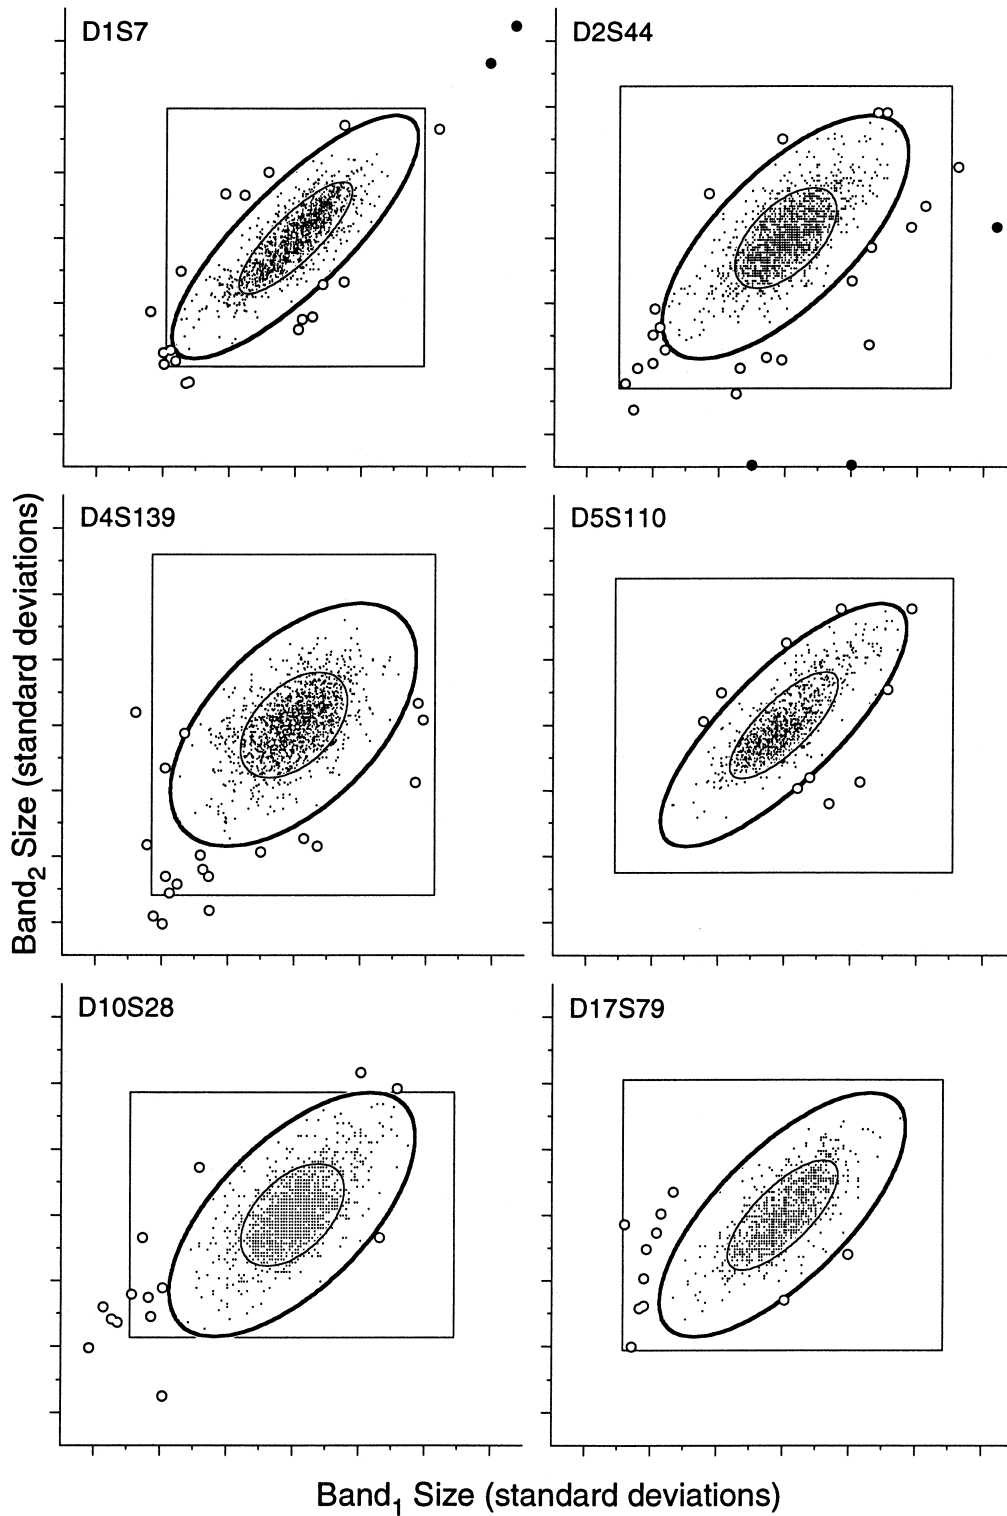 D1S7
D2S44
D4S139
D5S110
D10S28
D17S79
Band₂ Size (standard deviations)
Band₁ Size (standard deviations)